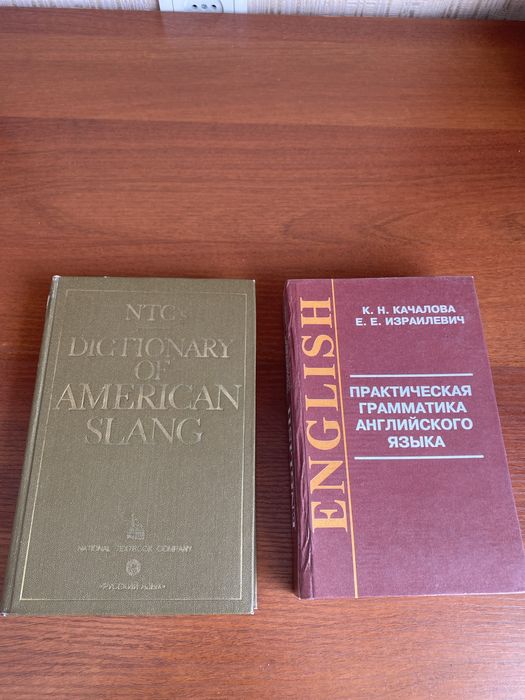 NTC's
DICTIONARY
OF
AMERICAN
SLANG
NATIONAL TEXTBOOK COMPANY
«РУССКИЙ ЯЗЫК»
ENGLISH
К. Н. КАЧАЛОВА
Е. Е. ИЗРАИЛЕВИЧ
ПРАКТИЧЕСКАЯ
ГРАММАТИКА
АНГЛИЙСКОГО
ЯЗЫКА